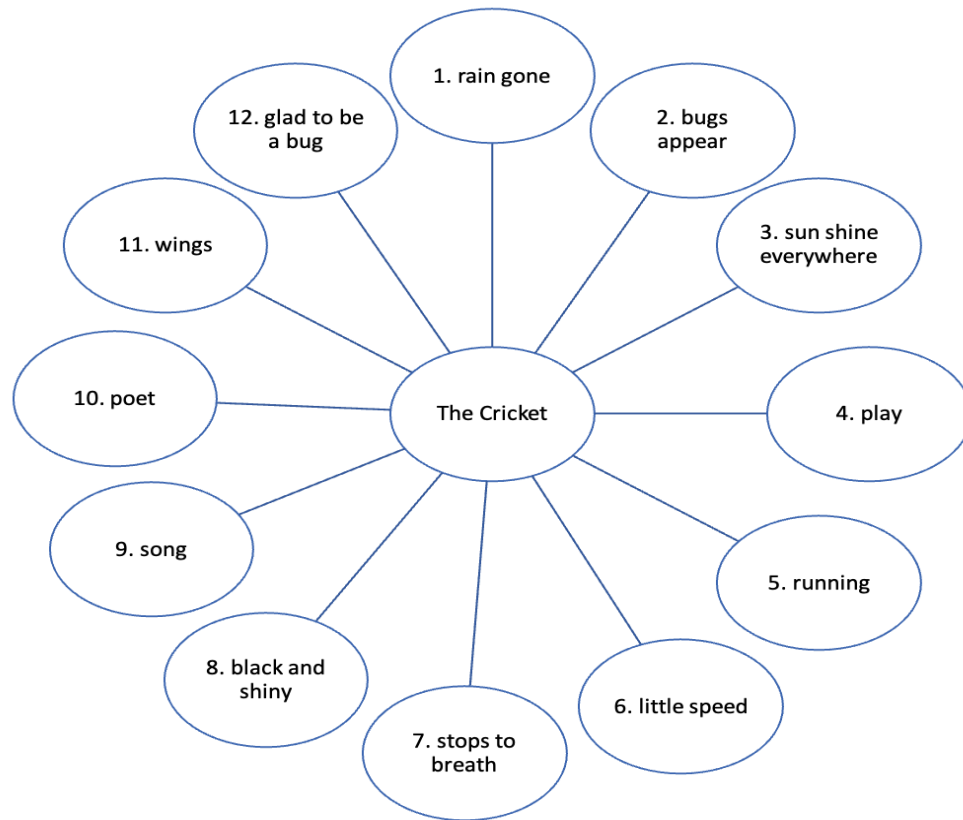 1. rain gone
2. bugs
appear
3. sun shine
everywhere
4. play
5. running
6. little speed
7. stops to
breath
8. black and
shiny
9. song
10. poet
11. wings
12. glad to be
a bug
The Cricket